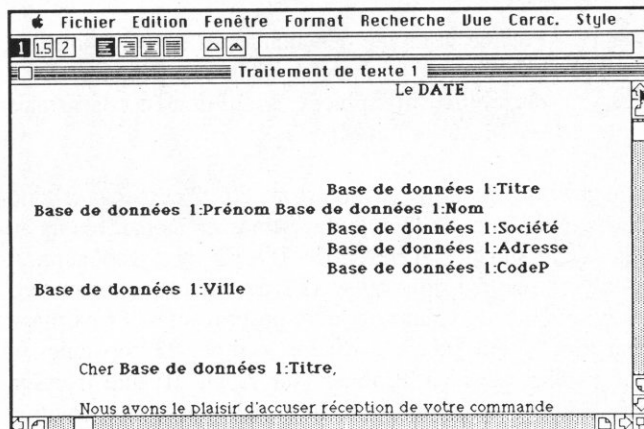 Fichier Edition Fenêtre Format Recherche Vue Carac. Style
1 1.5 2
Traitement de texte 1
Le DATE
Base de données 1:Titre
Base de données 1:Prénom Base de données 1:Nom
Base de données 1:Société
Base de données 1:Adresse
Base de données 1:CodeP
Base de données 1:Ville
Cher Base de données 1:Titre,
Nous avons le plaisir d'accuser réception de votre commande